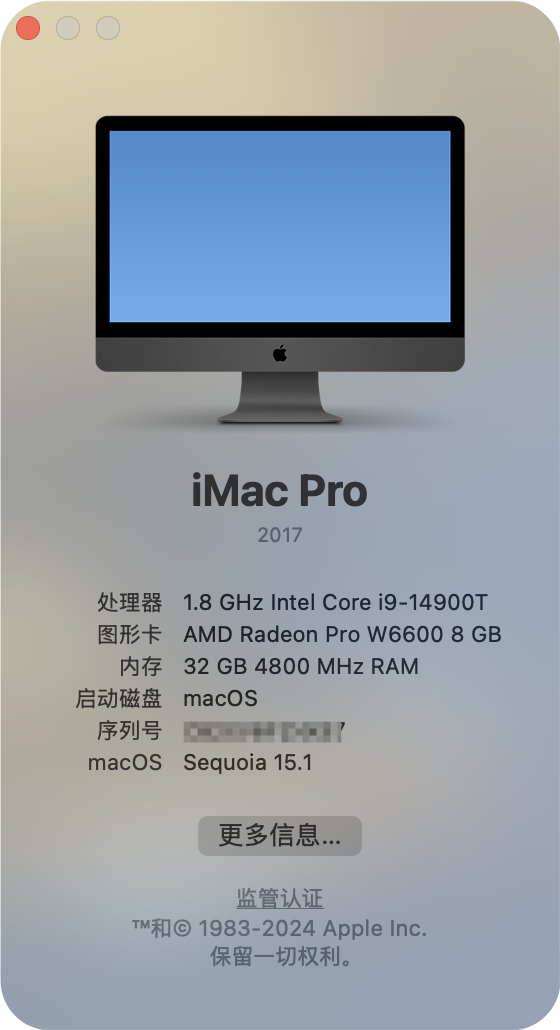 iMac Pro
2017
处理器 1.8 GHz Intel Core i9-14900T
图形卡 AMD Radeon Pro W6600 8 GB
内存 32 GB 4800 MHz RAM
启动磁盘 macOS
序列号
macOS Sequoia 15.1
更多信息...
监管认证
™和© 1983-2024 Apple Inc.
保留一切权利。